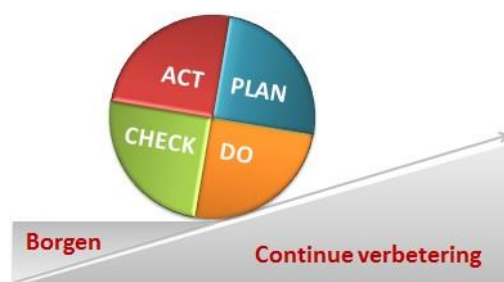 ACT
PLAN
CHECK
DO
Borgen
Continue verbetering